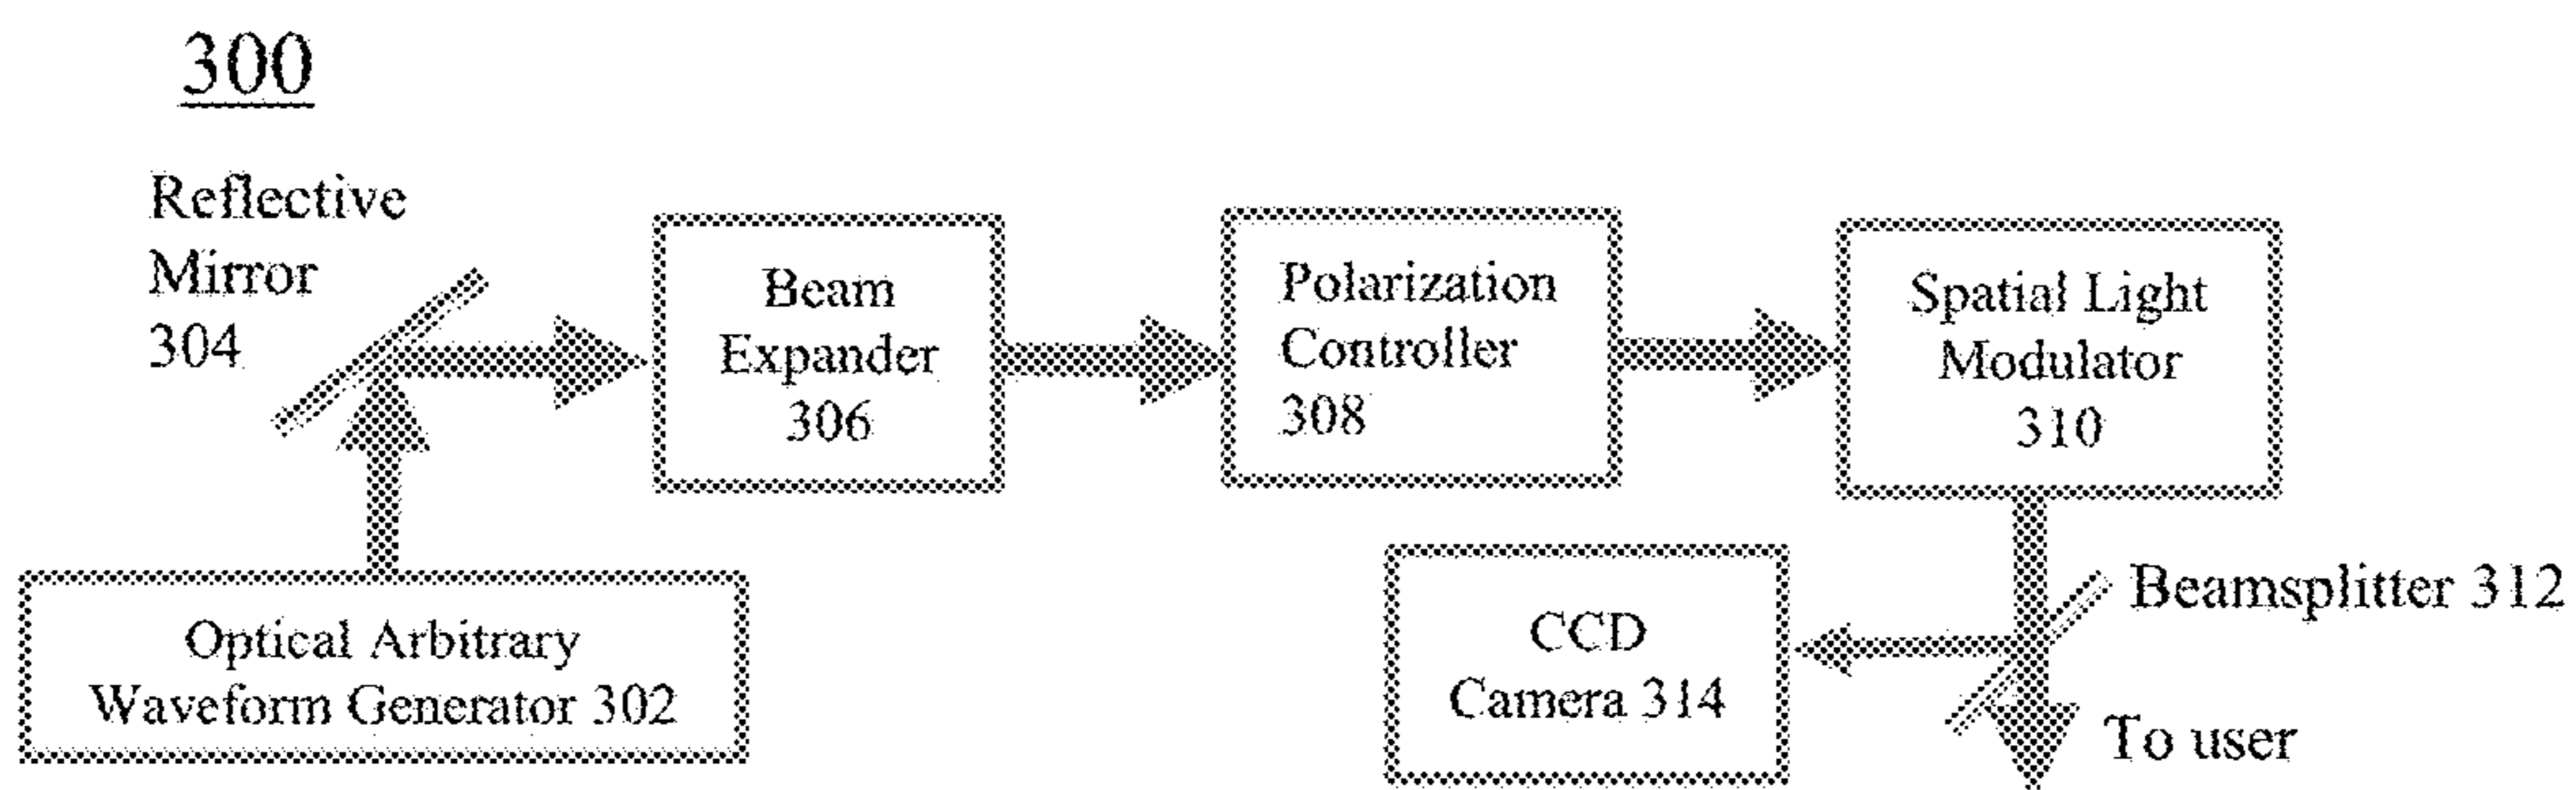 300
Reflective
Mirror
304
Beam
Expander
306
Polarization
Controller
308
Spatial Light
Modulator
310
Optical Arbitrary
Waveform Generator 302
CCD
Camera 314
Beamsplitter 312
To user